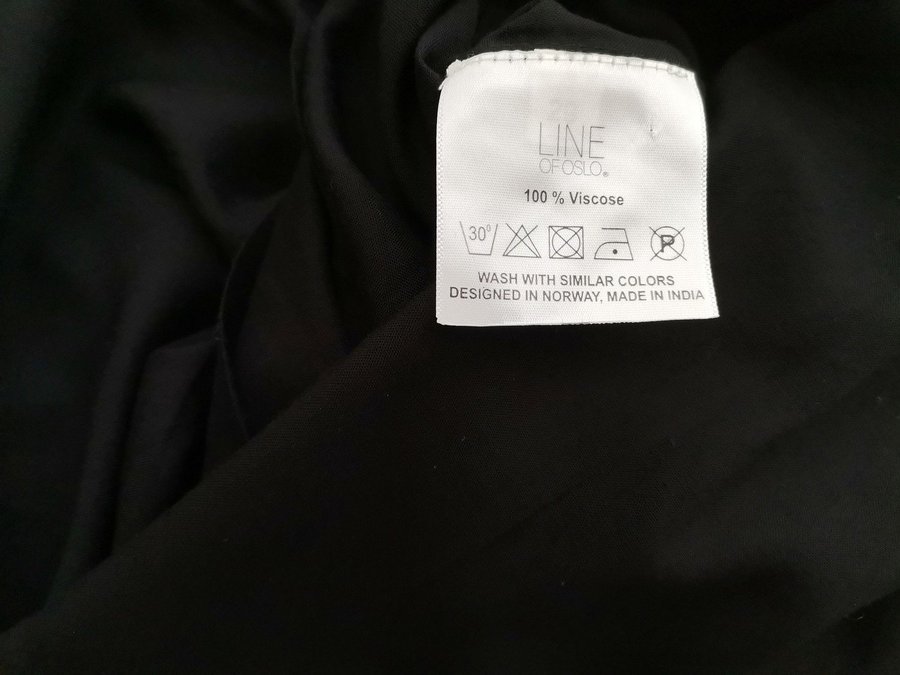 LINE
OF OSLO®
100 % Viscose
30° P
WASH WITH SIMILAR COLORS
DESIGNED IN NORWAY, MADE IN INDIA